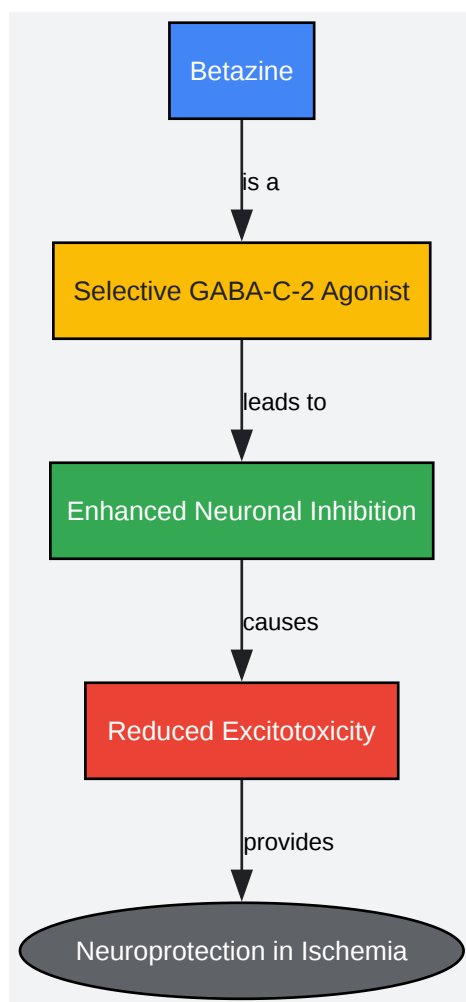 Betazine
is a
Selective GABA-C-2 Agonist
leads to
Enhanced Neuronal Inhibition
causes
Reduced Excitotoxicity
provides
Neuroprotection in Ischemia